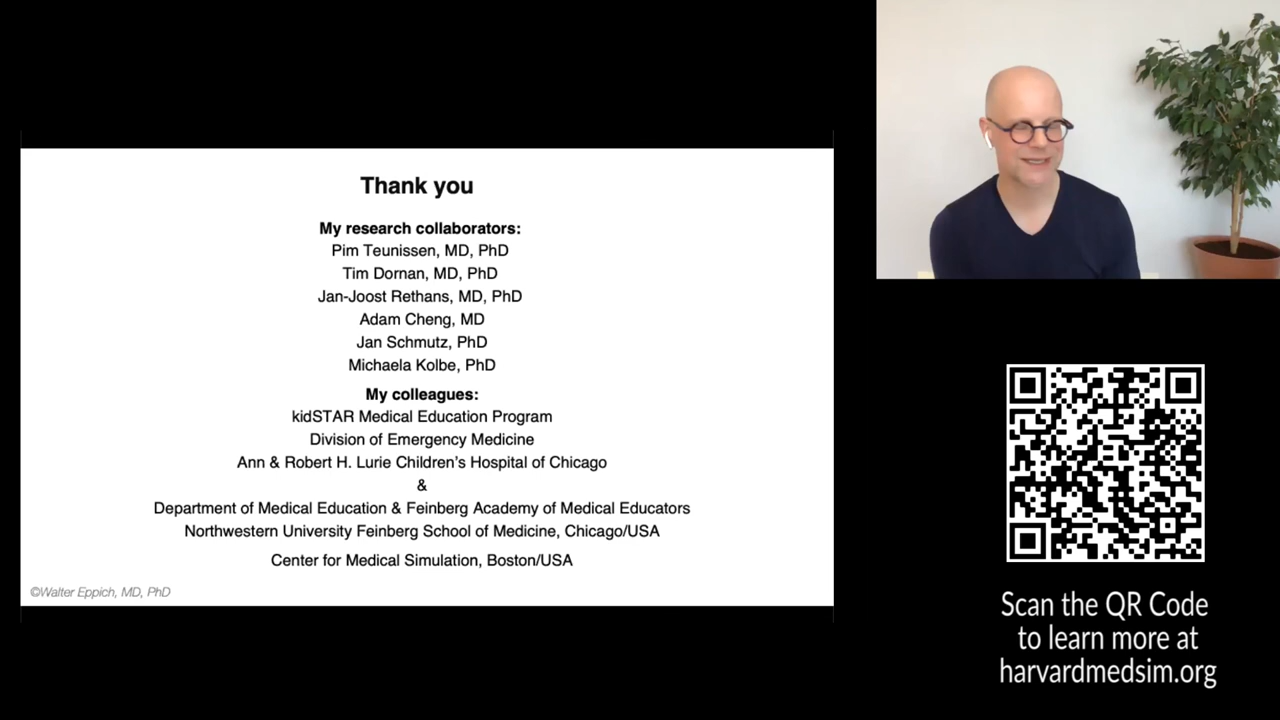 Thank you
My research collaborators:
Pim Teunissen, MD, PhD
Tim Dornan, MD, PhD
Jan-Joost Rethans, MD, PhD
Adam Cheng, MD
Jan Schmutz, PhD
Michaela Kolbe, PhD
My colleagues:
kidSTAR Medical Education Program
Division of Emergency Medicine
Ann & Robert H. Lurie Children’s Hospital of Chicago
&
Department of Medical Education & Feinberg Academy of Medical Educators
Northwestern University Feinberg School of Medicine, Chicago/USA
Center for Medical Simulation, Boston/USA
©Walter Eppich, MD, PhD
Scan the QR Code
to learn more at
harvardmedsim.org